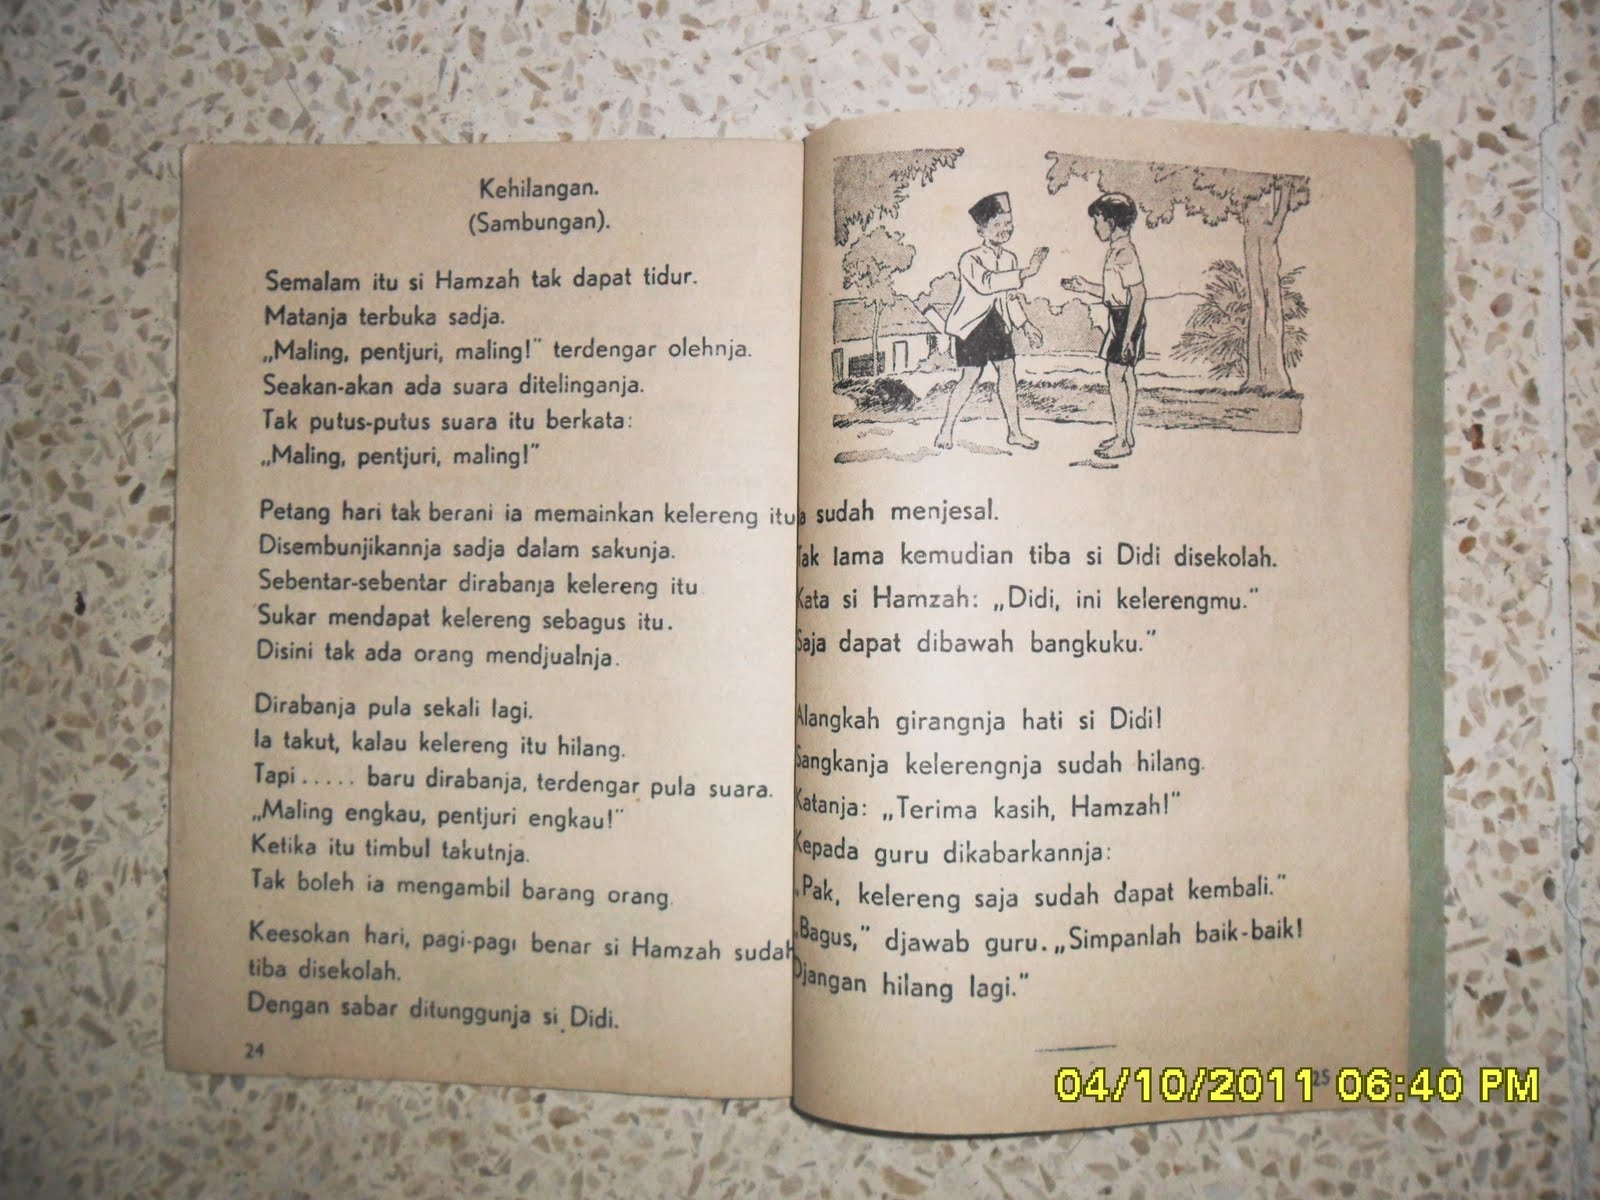 Kehilangan.
(Sambungan).
Semalam itu si Hamzah tak dapat tidur.
Matanja terbuka sadja.
„Maling, pentjuri, maling!” terdengar olehnja.
Seakan-akan ada suara ditelinganja.
Tak putus-putus suara itu berkata:
„Maling, pentjuri, maling!”
Petang hari tak berani ia memainkan kelereng itu
Disembunjikannja sadja dalam sakunja.
Sebentar-sebentar dirabanja kelereng itu
Sukar mendapat kelereng sebagus itu.
Disini tak ada orang mendjualnja.
Dirabanja pula sekali lagi.
Ia takut, kalau kelereng itu hilang.
Tapi ..... baru dirabanja, terdengar pula suara.
„Maling engkau, pentjuri engkau!”
Ketika itu timbul takutnja.
Tak boleh ia mengambil barang orang.
Keesokan hari, pagi-pagi benar si Hamzah sudah
tiba disekolah.
Dengan sabar ditunggunja si Didi.
24
sudah menjesal.
Tak lama kemudian tiba si Didi disekolah.
Kata si Hamzah: „Didi, ini kelerengmu.”
Saja dapat dibawah bangkuku.”
Alangkah girangnja hati si Didi!
Sangkanja kelerengnja sudah hilang.
Katanja: „Terima kasih, Hamzah!”
Kepada guru dikabarkannja:
„Pak, kelereng saja sudah dapat kembali.”
„Bagus,” djawab guru. „Simpanlah baik-baik!
Djangan hilang lagi.”
25
04/10/2011 06:40 PM